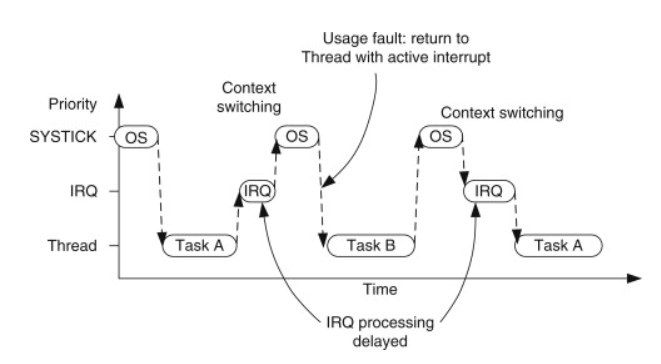 Usage fault: return to
Thread with active interrupt
Context
switching
Context switching
Priority
SYSTICK
OS
OS
OS
IRQ
IRQ
IRQ
Thread
Task A
Task B
Task A
Time
IRQ processing
delayed